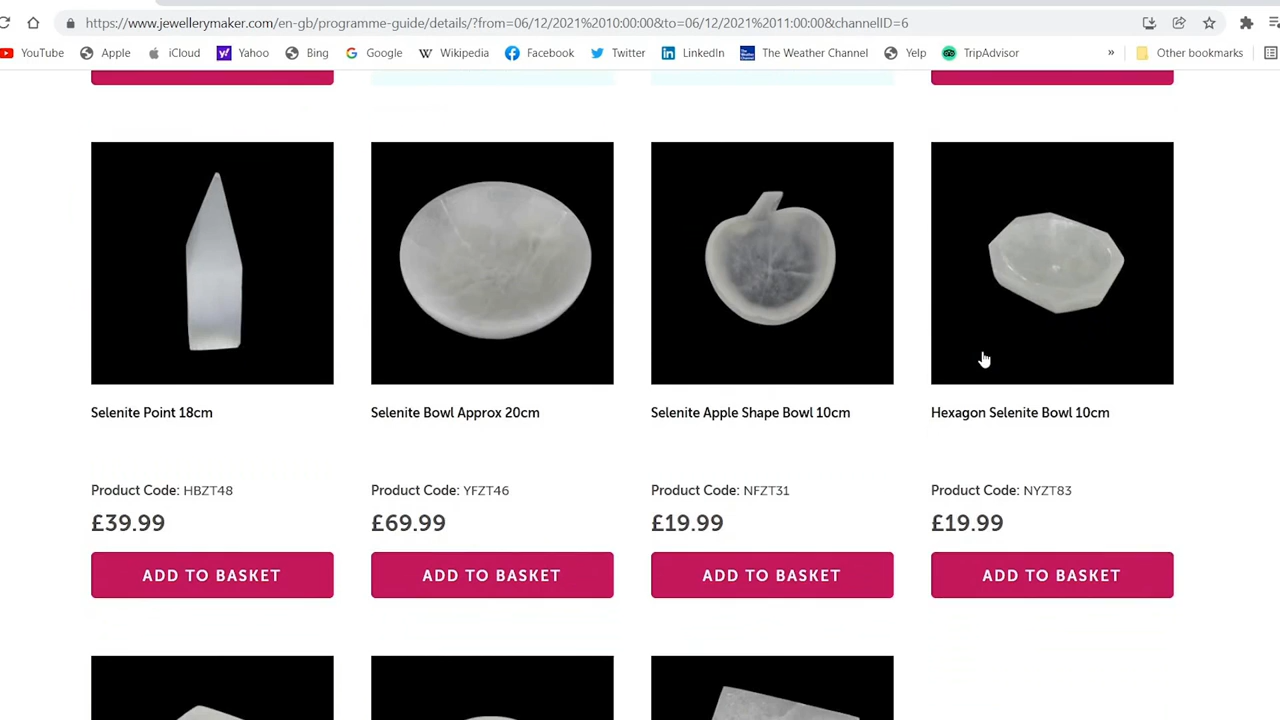 https://www.jewellerymaker.com/en-gb/programme-guide/details/?from=06/12/2021%2010:00:00&to=06/12/2021%2011:00:00&channelID=6
YouTube Apple iCloud Yahoo Bing Google Wikipedia Facebook Twitter LinkedIn The Weather Channel Yelp TripAdvisor » Other bookmarks
Selenite Point 18cm
Selenite Bowl Approx 20cm
Selenite Apple Shape Bowl 10cm
Hexagon Selenite Bowl 10cm
Product Code: HBZT48
Product Code: YFZT46
Product Code: NFZT31
Product Code: NYZT83
£39.99
£69.99
£19.99
£19.99
ADD TO BASKET
ADD TO BASKET
ADD TO BASKET
ADD TO BASKET